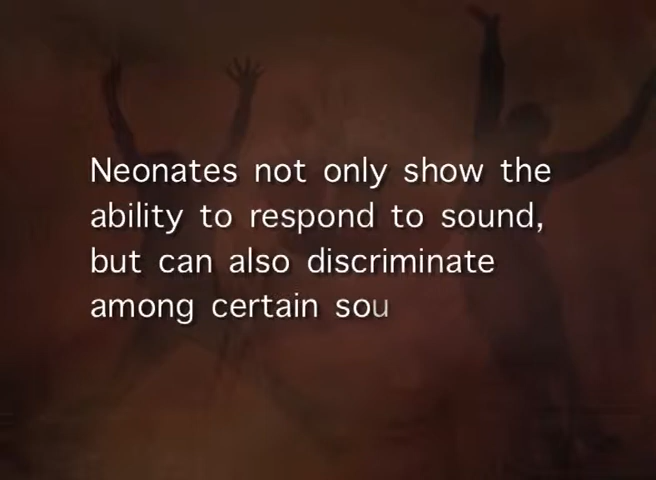 Neonates not only show the
ability to respond to sound,
but can also discriminate
among certain sou